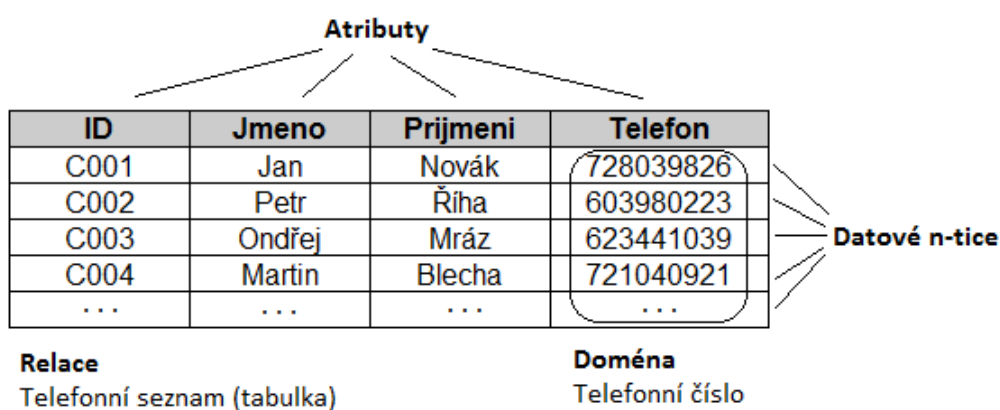 Atributy
ID Jmeno Prijmeni Telefon
C001 Jan Novák 728039826
C002 Petr Říha 603980223
C003 Ondřej Mráz 623441039
Datové n-tice
C004 Martin Blecha 721040921
... ... ... ...
Relace
Telefonní seznam (tabulka)
Doména
Telefonní číslo